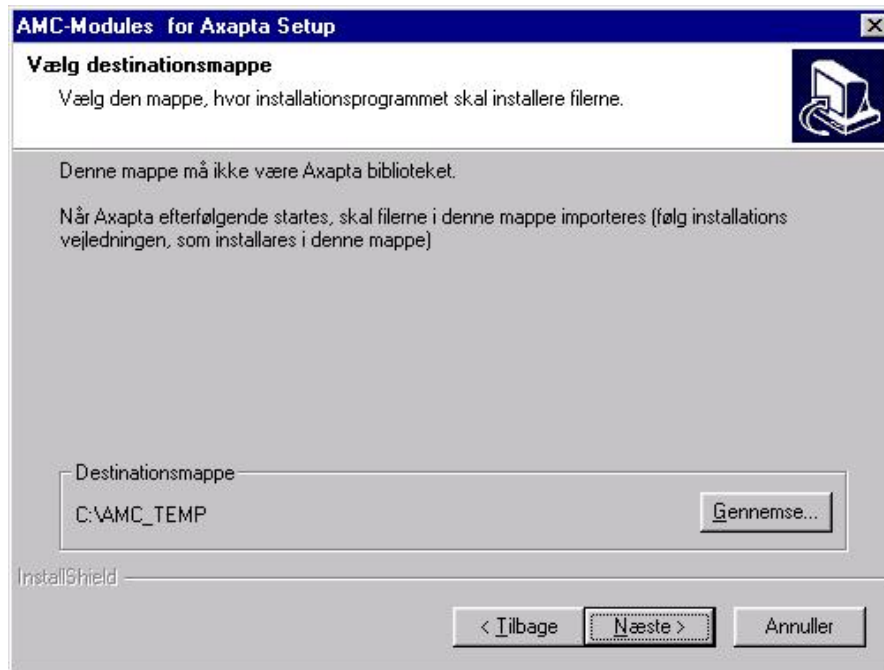 AMC-Modules for Axapta Setup
Vælg destinationsmappe
Vælg den mappe, hvor installationsprogrammet skal installere filerne.
Denne mappe må ikke være Axapta biblioteket.
Når Axapta efterfølgende startes, skal filerne i denne mappe importeres (følg installations
vejledningen, som installares i denne mappe)
Destinationsmappe
C:\AMC_TEMP
Gennemse...
InstallShield
< Tilbage
Næste >
Annuller